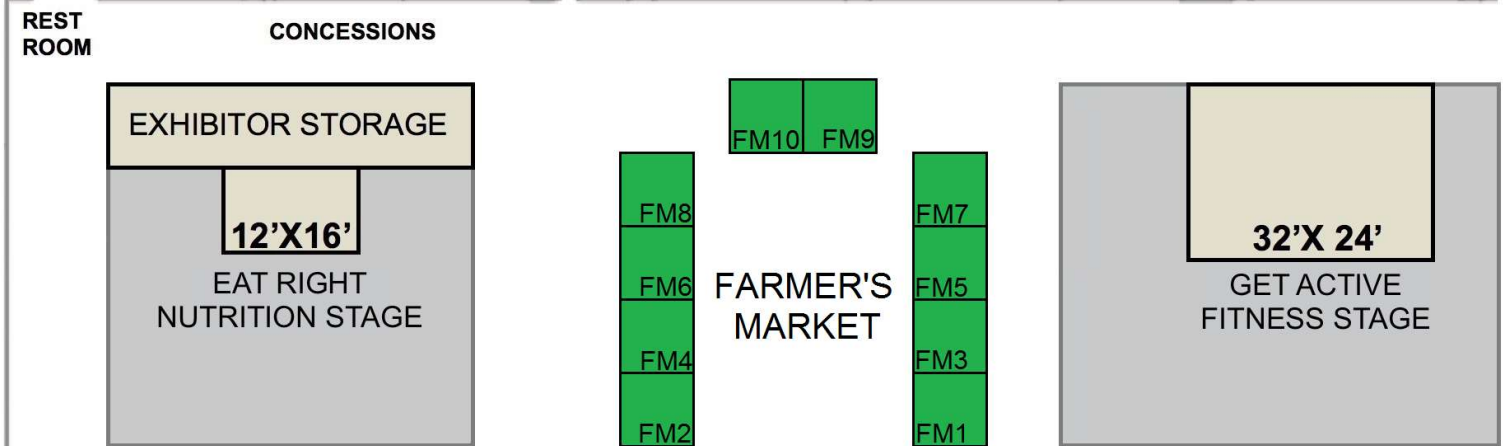 REST
ROOM
CONCESSIONS
EXHIBITOR STORAGE
12’X16’
EAT RIGHT
NUTRITION STAGE
FM10
FM9
FM8
FM7
FM6
FARMER'S
MARKET
FM5
FM4
FM3
FM2
FM1
32’X 24’
GET ACTIVE
FITNESS STAGE